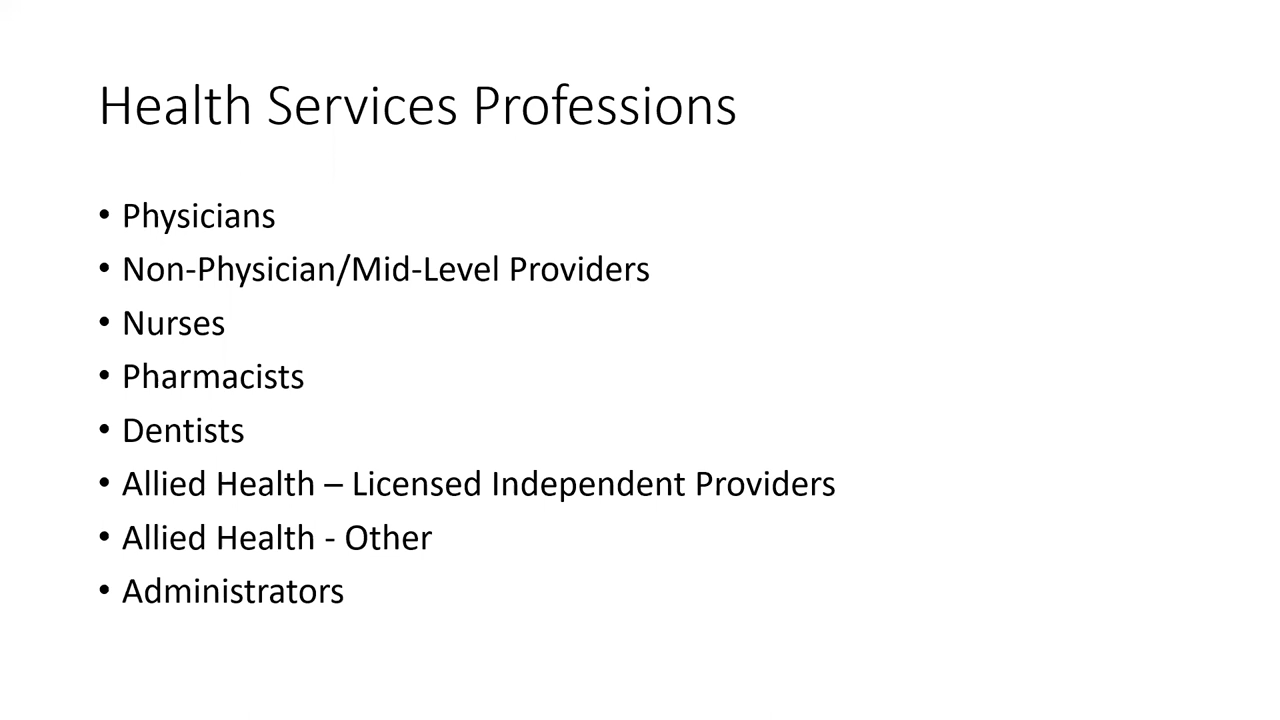 Health Services Professions
• Physicians
• Non-Physician/Mid-Level Providers
• Nurses
• Pharmacists
• Dentists
• Allied Health – Licensed Independent Providers
• Allied Health - Other
• Administrators